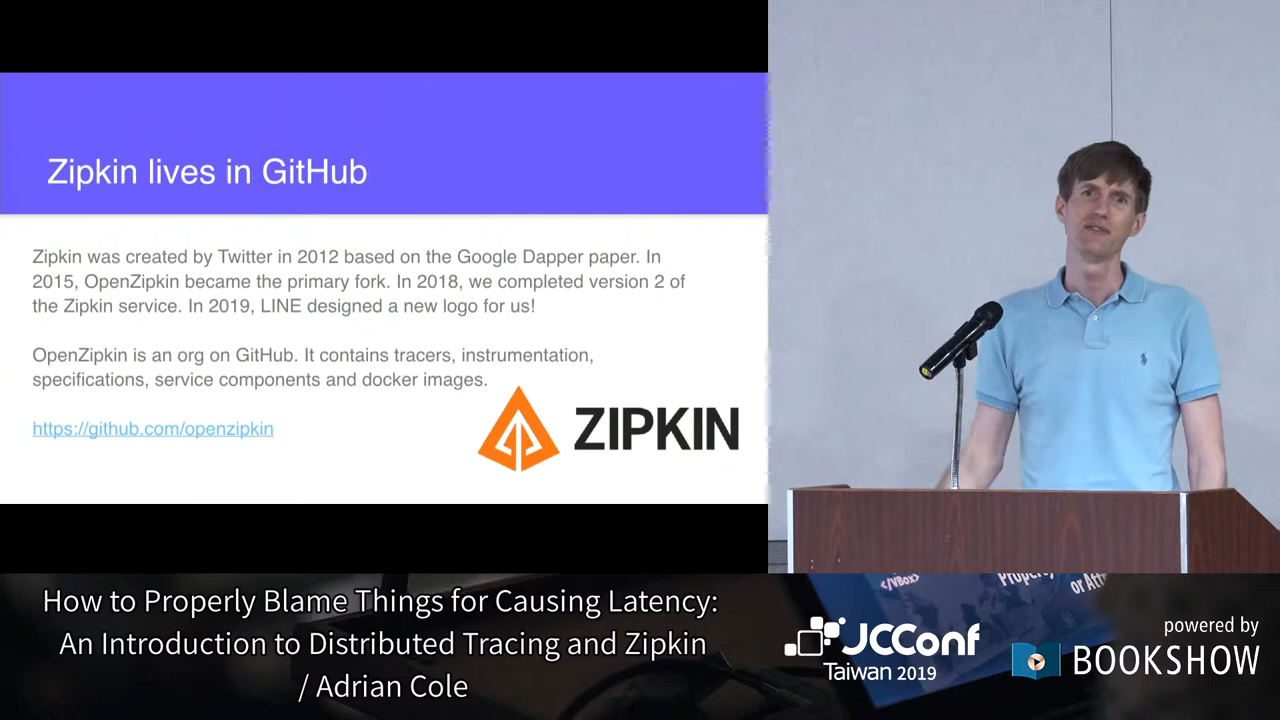 Zipkin lives in GitHub
Zipkin was created by Twitter in 2012 based on the Google Dapper paper. In
2015, OpenZipkin became the primary fork. In 2018, we completed version 2 of
the Zipkin service. In 2019, LINE designed a new logo for us!
OpenZipkin is an org on GitHub. It contains tracers, instrumentation,
specifications, service components and docker images.
https://github.com/openzipkin
ZIPKIN
How to Properly Blame Things for Causing Latency:
An Introduction to Distributed Tracing and Zipkin
/ Adrian Cole
</VBox>
or
JCConf
Taiwan 2019
powered by
BOOKSHOW